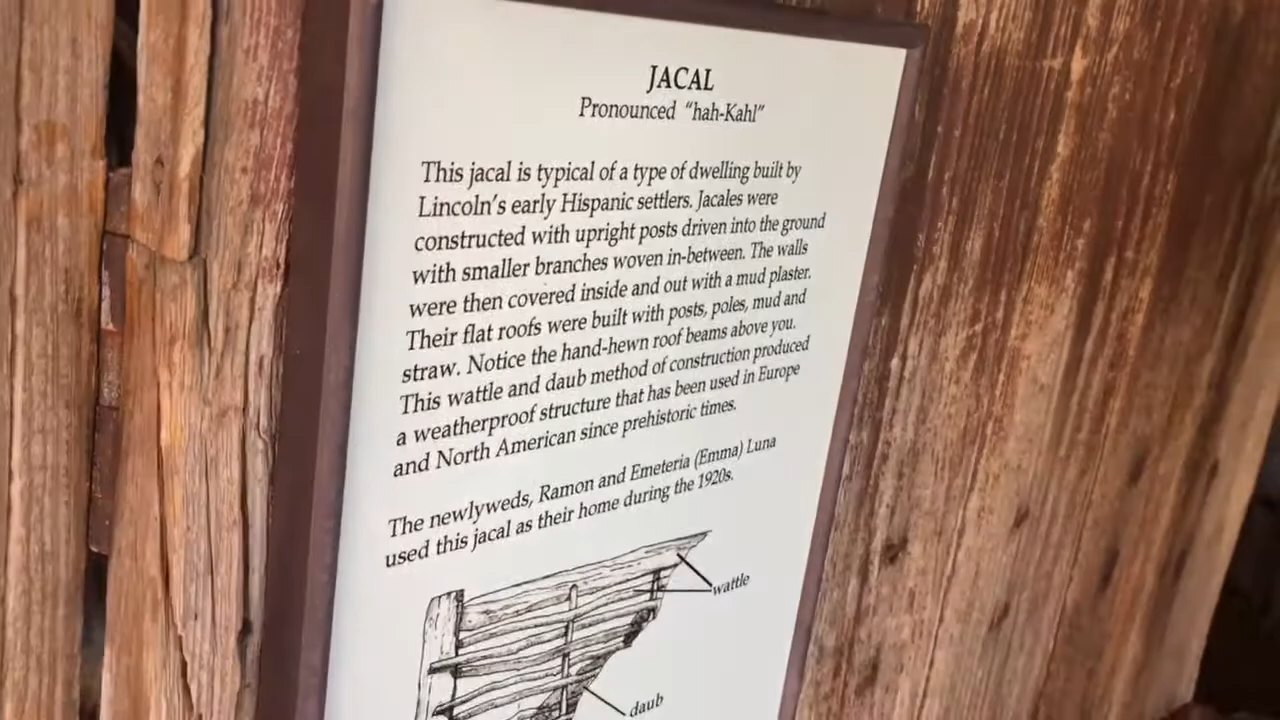 JACAL
Pronounced “hah-Kahl”
This jacal is typical of a type of dwelling built by
Lincoln’s early Hispanic settlers. Jacales were
constructed with upright posts driven into the ground
with smaller branches woven in-between. The walls
were then covered inside and out with a mud plaster.
Their flat roofs were built with posts, poles, mud and
straw. Notice the hand-hewn roof beams above you.
This wattle and daub method of construction produced
a weatherproof structure that has been used in Europe
and North American since prehistoric times.
The newlyweds, Ramon and Emeteria (Emma) Luna
used this jacal as their home during the 1920s.
wattle
daub